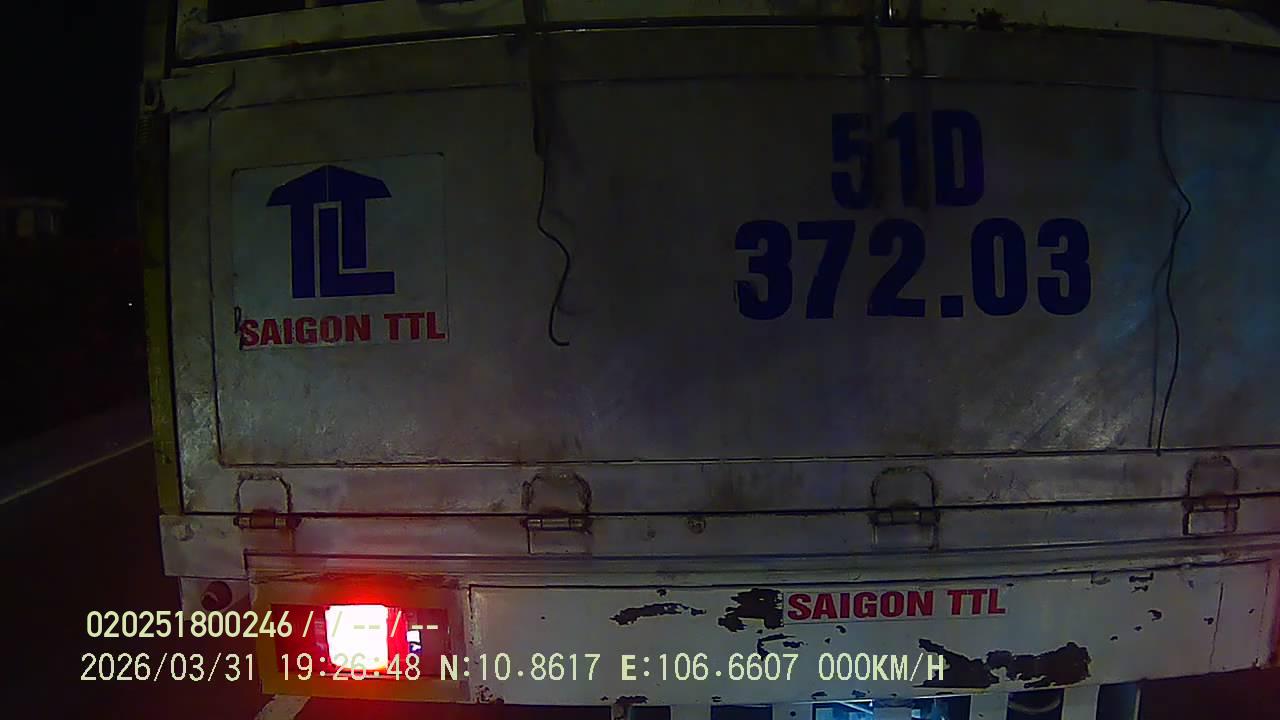 51D
372.03
TTL
SAIGON TTL
SAIGON TTL
020251800246 / / -- / --
2026/03/31 19:26:48 N:10.8617 E:106.6607 000KM/H